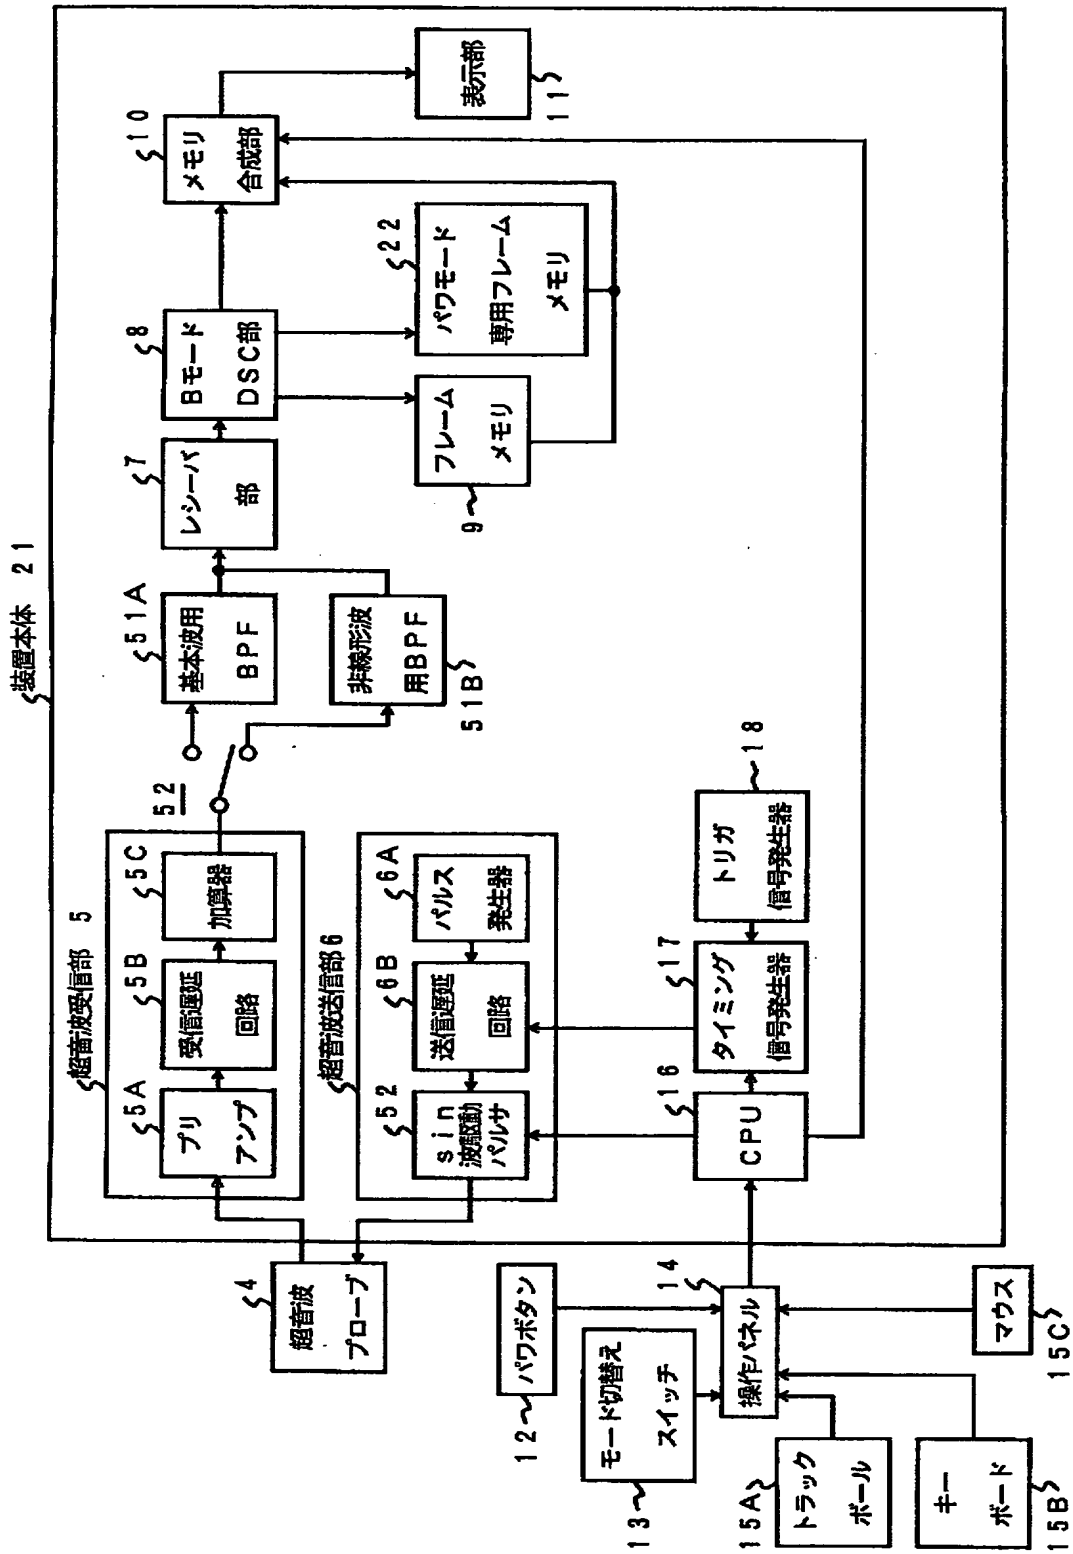 装置本体 21
超音波受信部 5
5A
プリ
アンプ
5B
受信遅延
回路
5C
加算器
52
51A
基本波用
BPF
51B
非線形波
用BPF
7
レシーバ
部
8
Bモード
DSC部
10
メモリ
合成部
表示部
11
9
フレーム
メモリ
22
パワモード
専用フレーム
メモリ
4
超音波
プローブ
超音波送信部6
52
sin
波駆動
パルサ
6B
送信遅延
回路
6A
パルス
発生器
12
パワボタン
13
モード切替え
スイッチ
14
操作パネル
16
CPU
17
タイミング
信号発生器
18
トリガ
信号発生器
15A
トラック
ボール
15B
キー
ボード
15C
マウス